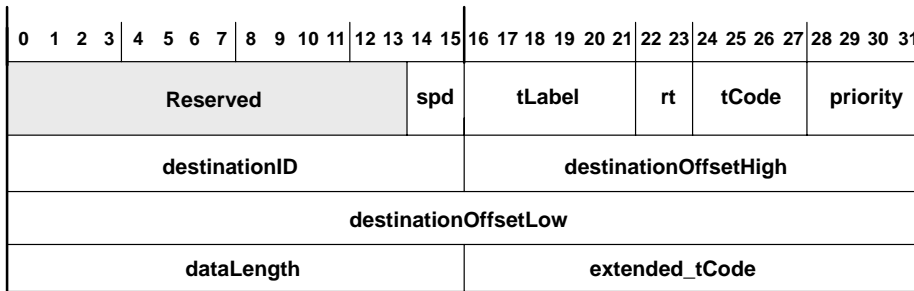 0 1 2 3 4 5 6 7 8 9 10 11 12 13 14 15 16 17 18 19 20 21 22 23 24 25 26 27 28 29 30 31
Reserved spd tLabel rt tCode priority
destinationID destinationOffsetHigh
destinationOffsetLow
dataLength extended_tCode